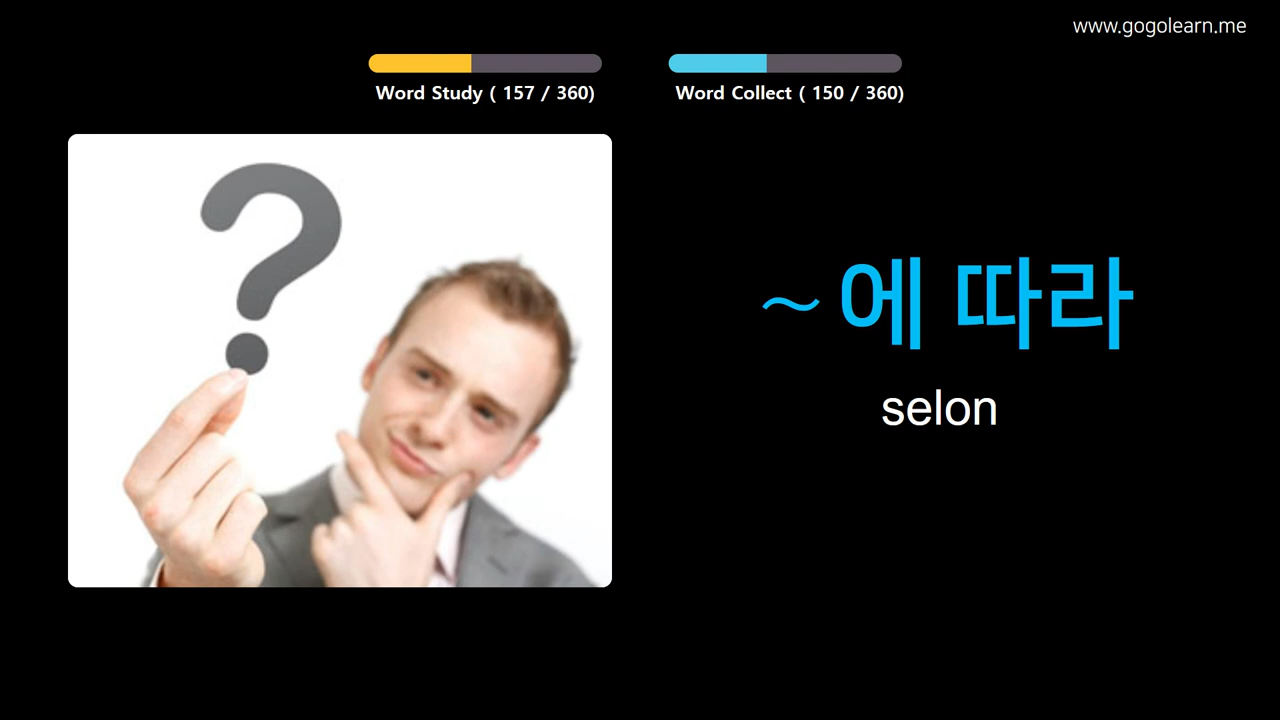 www.gogolearn.me
Word Study ( 157 / 360)
Word Collect ( 150 / 360)
?
~에 따라
selon